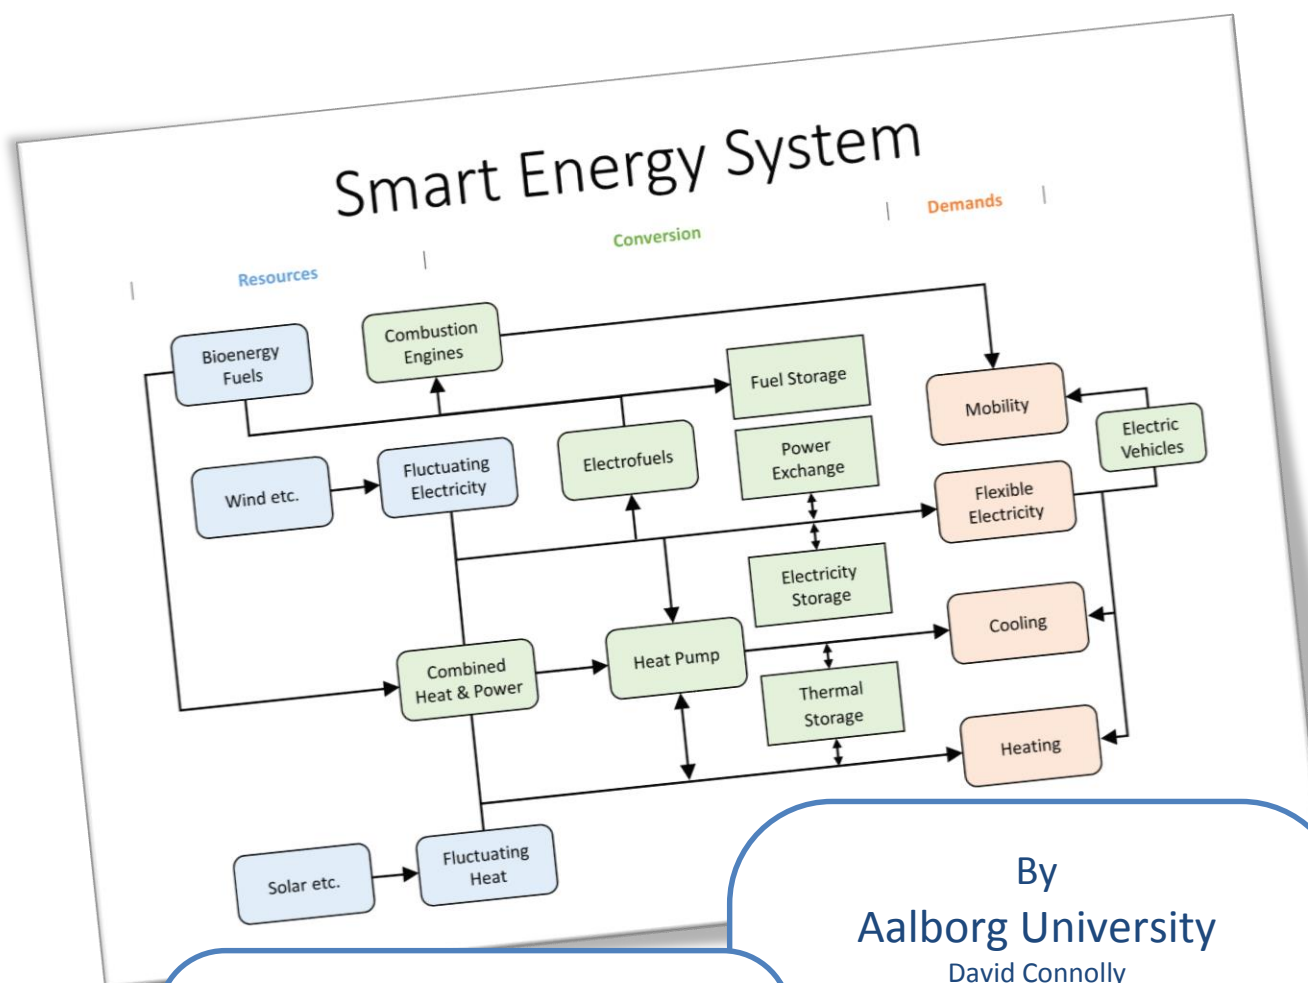 Smart Energy System
Resources
Conversion
Demands
Bioenergy
Fuels
Combustion
Engines
Fuel Storage
Mobility
Electric
Vehicles
Wind etc.
Fluctuating
Electricity
Electrofuels
Power
Exchange
Flexible
Electricity
Electricity
Storage
Combined
Heat & Power
Heat Pump
Cooling
Thermal
Storage
Heating
Solar etc.
Fluctuating
Heat
By
Aalborg University
David Connolly